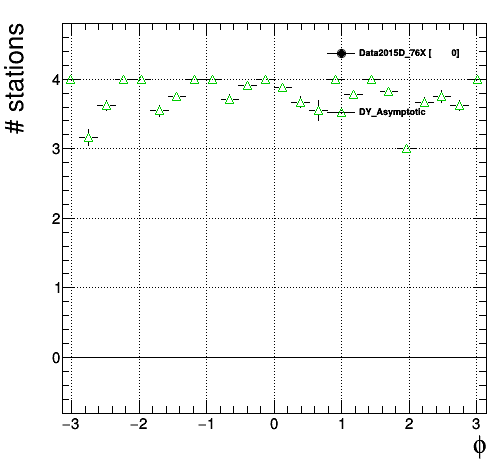 # stations
Data2015D_76X [ 0]
DY_Asymptotic
4
3
2
1
0
−3 −2 −1 0 1 2 3
ϕ